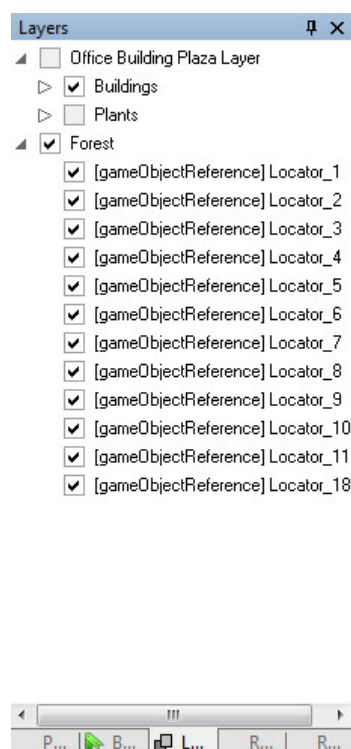 Layers
Office Building Plaza Layer
Buildings
Plants
Forest
[gameObjectReference] Locator_1
[gameObjectReference] Locator_2
[gameObjectReference] Locator_3
[gameObjectReference] Locator_4
[gameObjectReference] Locator_5
[gameObjectReference] Locator_6
[gameObjectReference] Locator_7
[gameObjectReference] Locator_8
[gameObjectReference] Locator_9
[gameObjectReference] Locator_10
[gameObjectReference] Locator_11
[gameObjectReference] Locator_18
P... B... L... R... R...